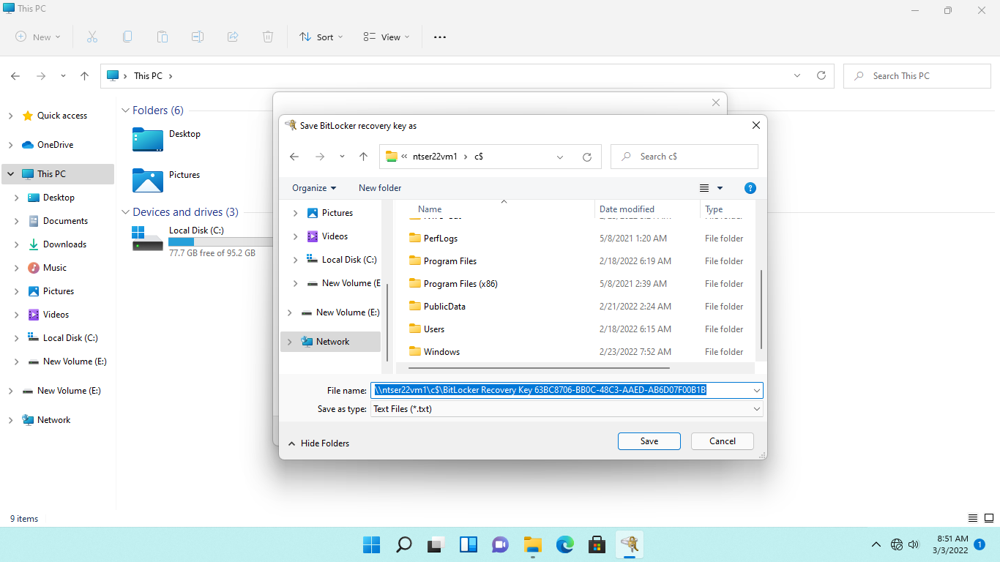 This PC
New
Sort
View
This PC
Search This PC
Quick access
OneDrive
This PC
Desktop
Documents
Downloads
Music
Pictures
Videos
Local Disk (C:)
New Volume (E:)
New Volume (E:)
Network
Folders (6)
Desktop
Pictures
Devices and drives (3)
Local Disk (C:)
77.7 GB free of 95.2 GB
Save BitLocker recovery key as
« ntser22vm1 › c$
Search c$
Organize
New folder
Pictures
Videos
Local Disk (C:)
New Volume (E
New Volume (E:)
Network
Name Date modified Type
PerfLogs 5/8/2021 1:20 AM File folder
Program Files 2/18/2022 6:19 AM File folder
Program Files (x86) 5/8/2021 2:39 AM File folder
PublicData 2/21/2022 2:24 AM File folder
Users 2/18/2022 6:15 AM File folder
Windows 2/23/2022 7:52 AM File folder
File name: \\ntser22vm1\c$\BitLocker Recovery Key 63BC8706-BB0C-48C3-AAED-AB6D07F00B1B
Save as type: Text Files (*.txt)
Hide Folders
Save
Cancel
9 items
8:51 AM
3/3/2022
1